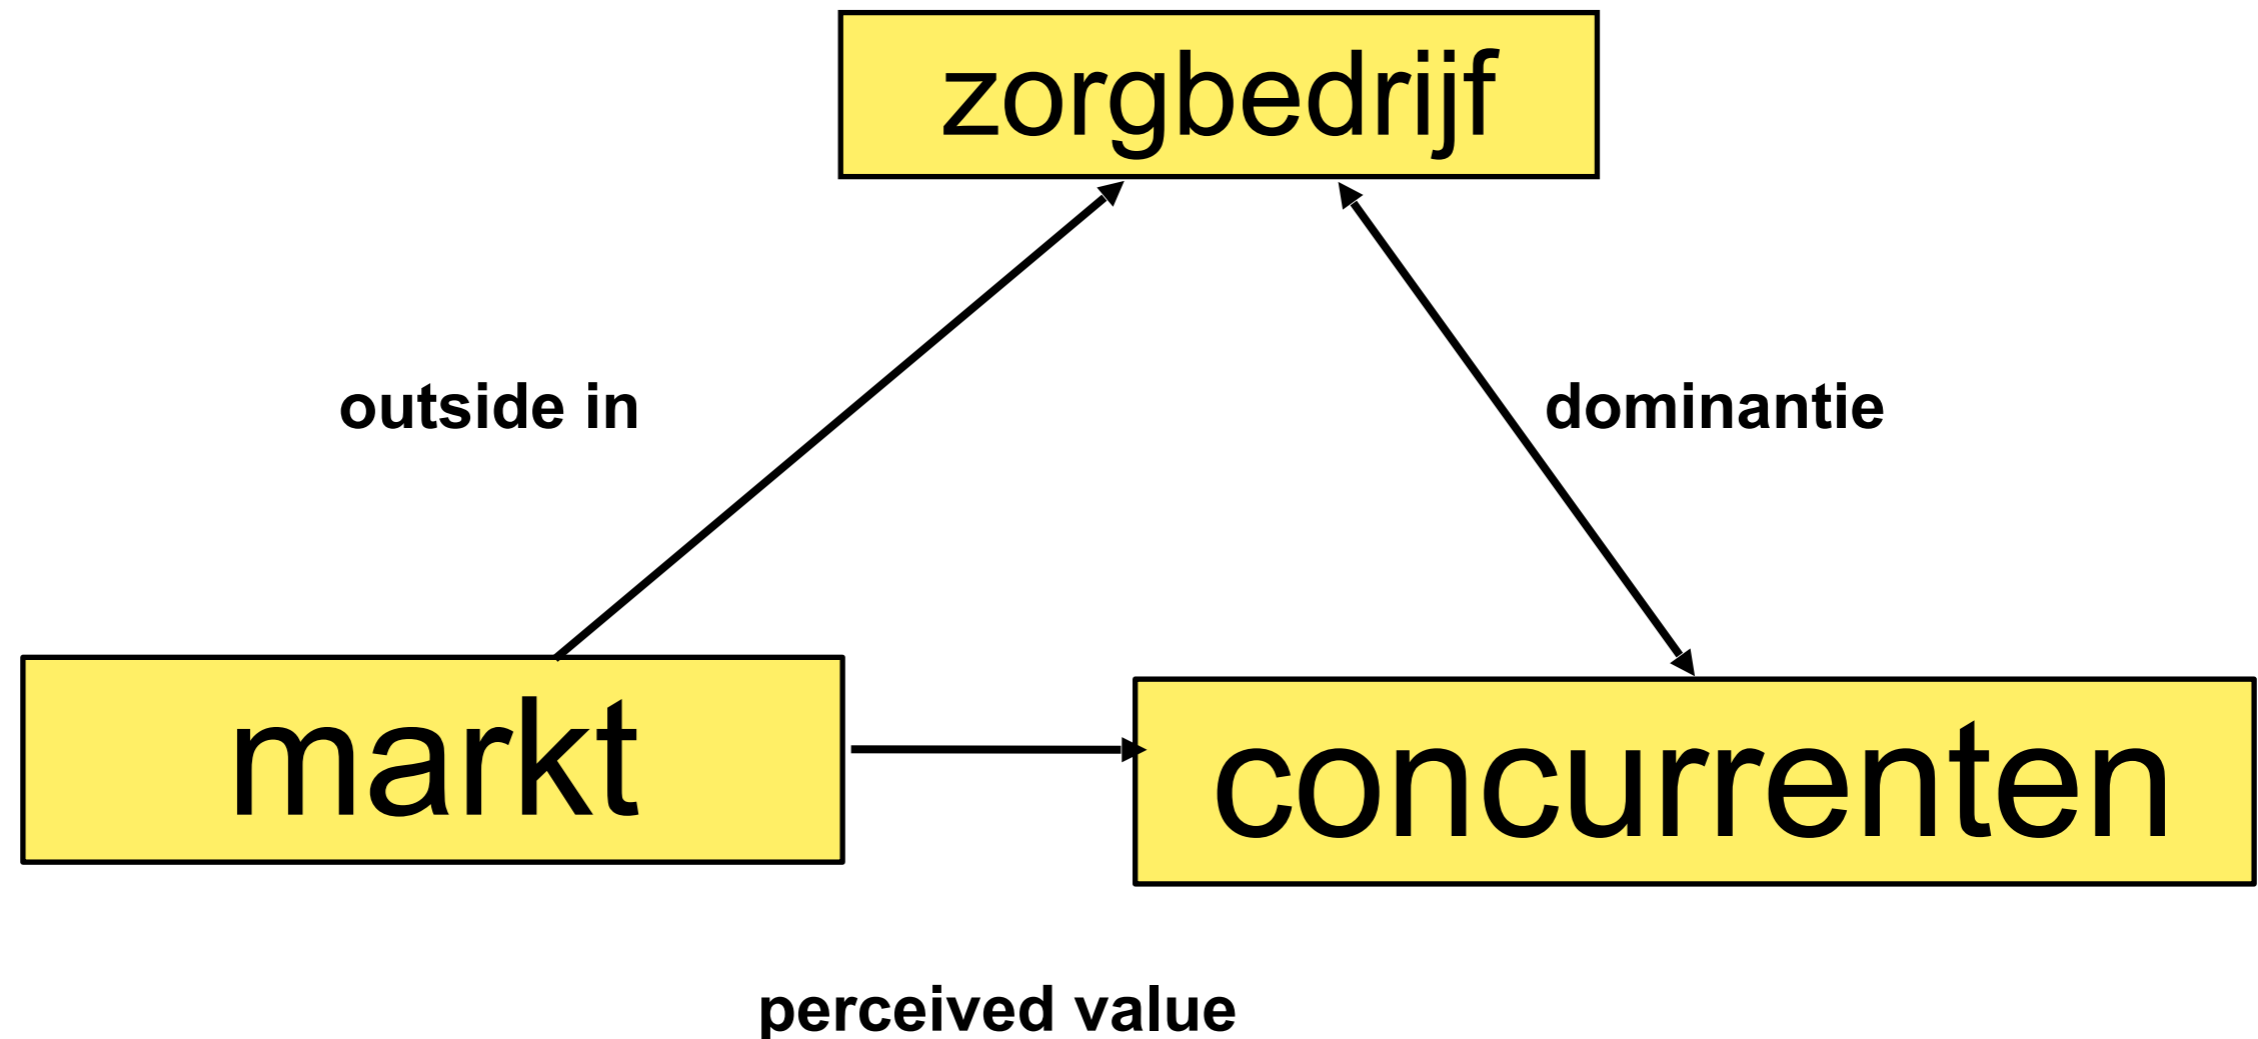 zorgbedrijf
outside in
dominantie
markt
concurrenten
perceived value